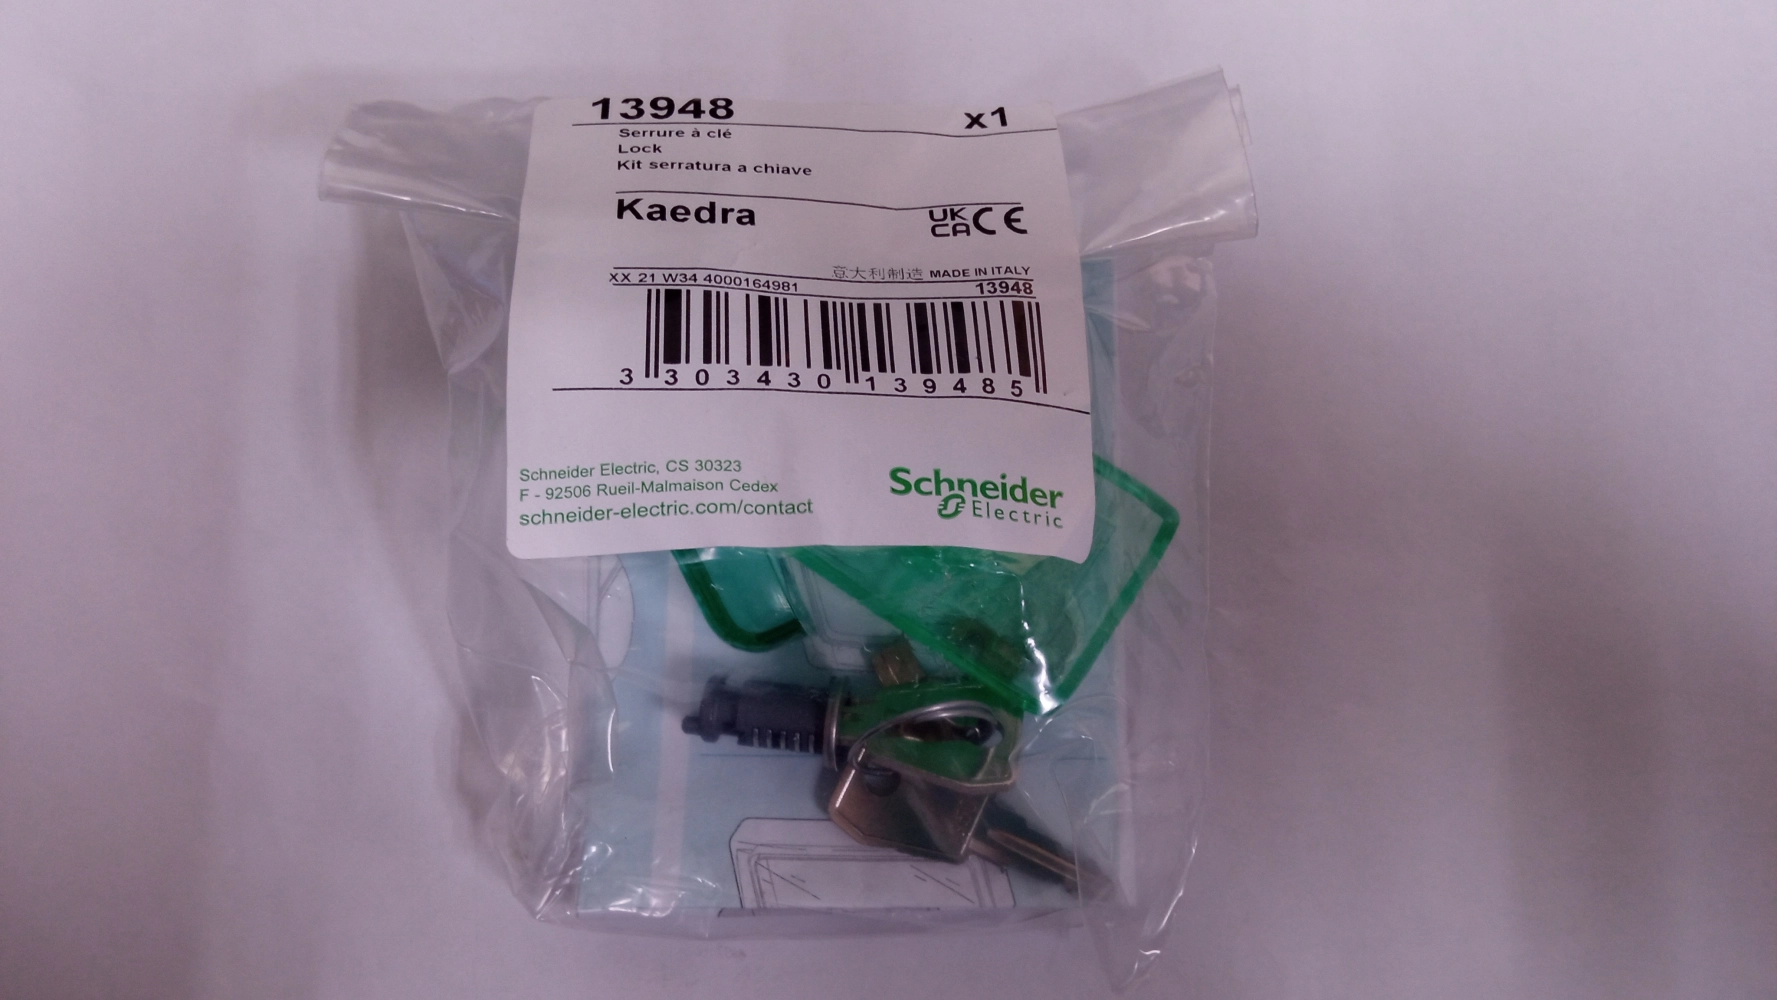 13948 x1
Serrure à clé
Lock
Kit serratura a chiave
Kaedra UK CA CE
意大利制造 MADE IN ITALY
XX 21 W34 4000164981 13948
3 303430 139485
Schneider Electric, CS 30323
F - 92506 Rueil-Malmaison Cedex
schneider-electric.com/contact
Schneider
Electric